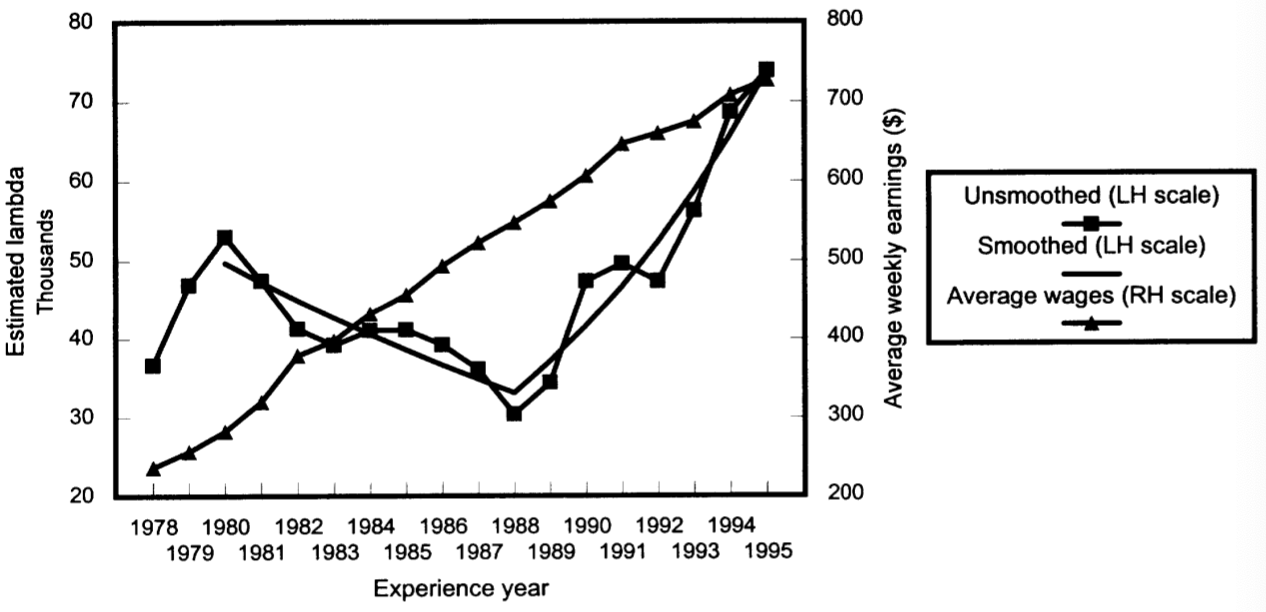 80
70
60
50
40
30
20
Estimated lambda
Thousands
800
700
600
500
400
300
200
Average weekly earnings ($)
1978 1980 1982 1984 1986 1988 1990 1992 1994
1979 1981 1983 1985 1987 1989 1991 1993 1995
Experience year
Unsmoothed (LH scale)
Smoothed (LH scale)
Average wages (RH scale)